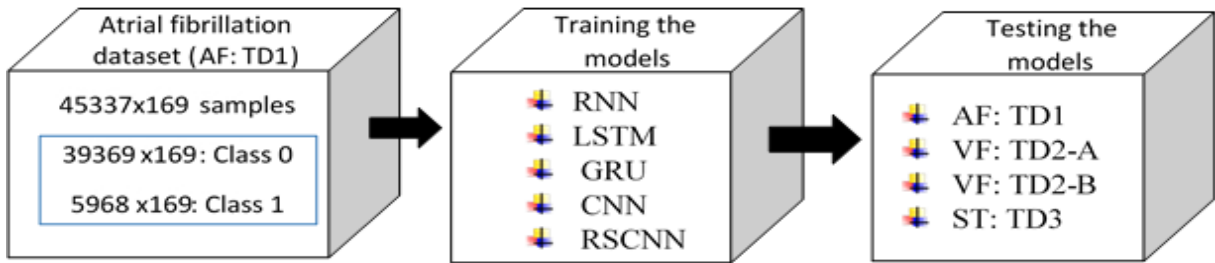 Atrial fibrillation
dataset (AF: TD1)
45337x169 samples
39369 x169: Class 0
5968 x169: Class 1
Training the
models
RNN
LSTM
GRU
CNN
RSCNN
Testing the
models
AF: TD1
VF: TD2-A
VF: TD2-B
ST: TD3